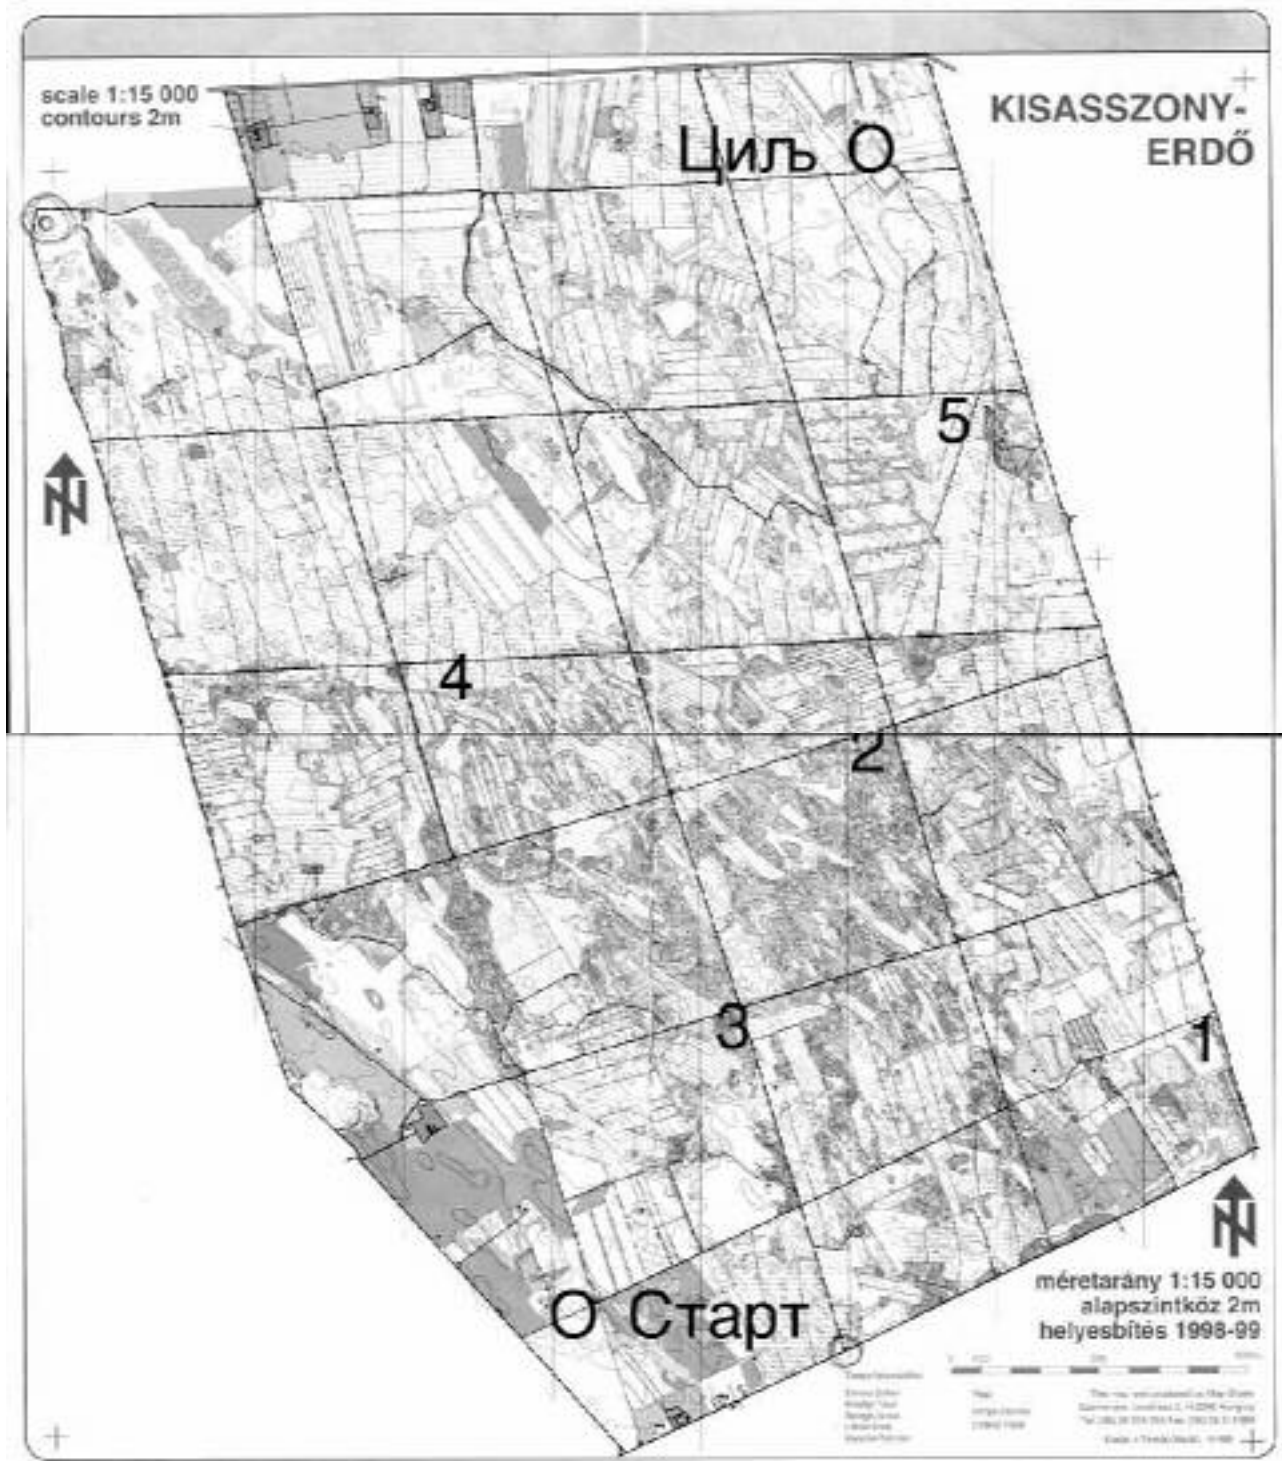 scale 1:15 000
contours 2m
KISASSZONY-
ERDŐ
Циљ О
5
N
4
2
3
1
N
О Старт
méretarány 1:15 000
alapszintköz 2m
helyesbítés 1998-99